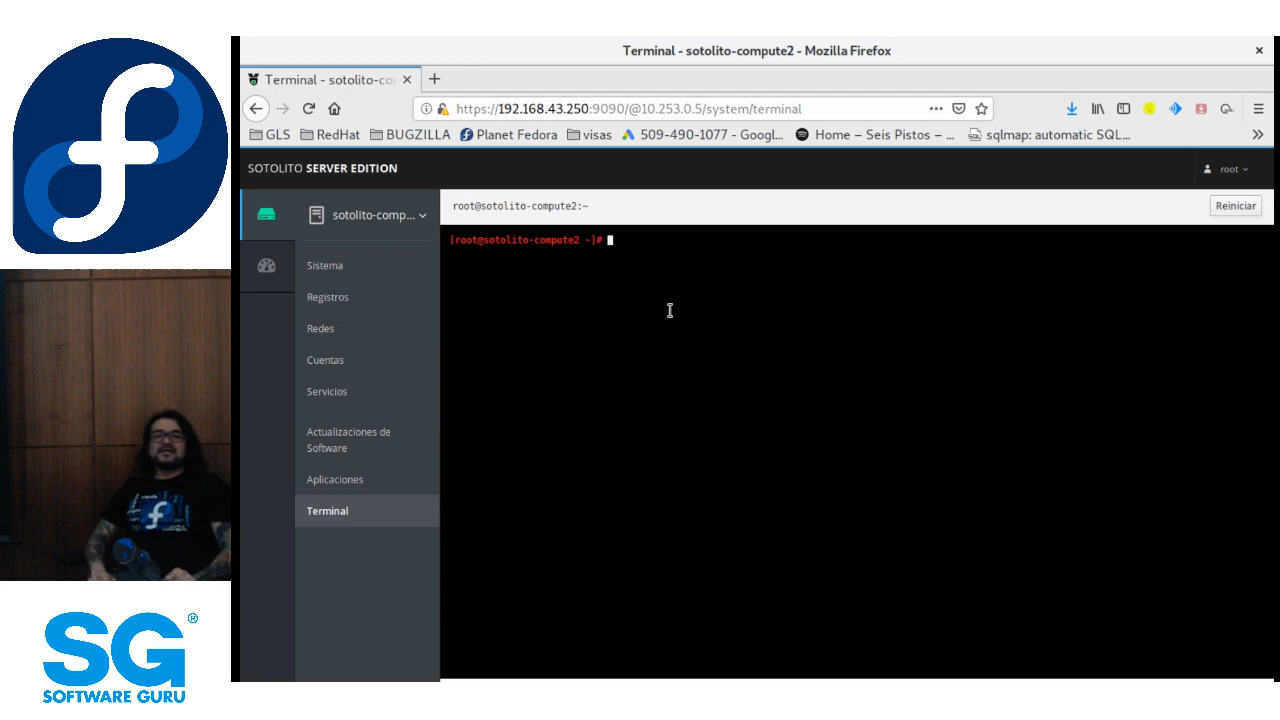 Terminal - sotolito-compute2 - Mozilla Firefox
Terminal - sotolito-co
https://192.168.43.250:9090/@10.253.0.5/system/terminal
GLS RedHat BUGZILLA Planet Fedora visas 509-490-1077 - Googl... Home – Seis Pistos – ... sqlmap: automatic SQL...
SOTOLITO SERVER EDITION
root
sotolito-comp...
root@sotolito-compute2:~
Reiniciar
[root@sotolito-compute2 ~]#
Sistema
Registros
Redes
Cuentas
Servicios
Actualizaciones de
Software
Aplicaciones
Terminal
SG®
SOFTWARE GURU